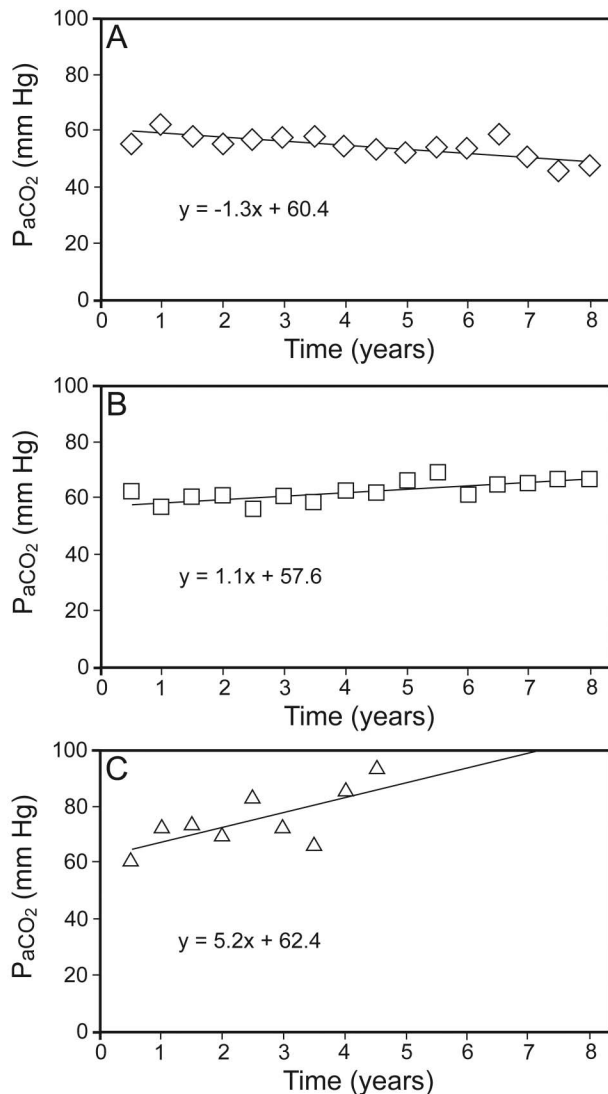 A
100
80
60
40
20
0
PaCO2 (mm Hg)
y = -1.3x + 60.4
0 1 2 3 4 5 6 7 8
Time (years)
B
100
80
60
40
20
0
PaCO2 (mm Hg)
y = 1.1x + 57.6
0 1 2 3 4 5 6 7 8
Time (years)
C
100
80
60
40
20
0
PaCO2 (mm Hg)
y = 5.2x + 62.4
0 1 2 3 4 5 6 7 8
Time (years)